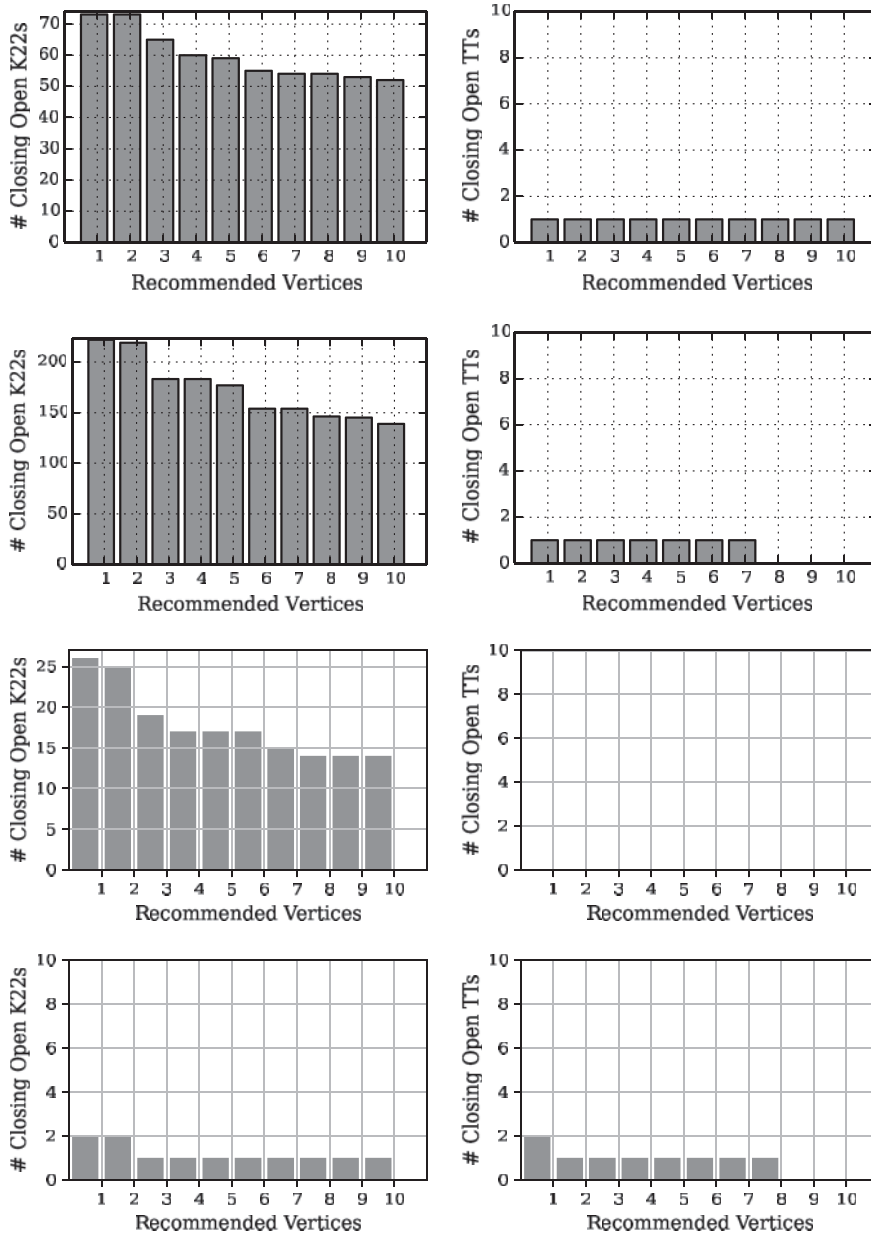 # Closing Open K22s
70
60
50
40
30
20
10
0
1 2 3 4 5 6 7 8 9 10
Recommended Vertices
# Closing Open TTs
10
8
6
4
2
0
1 2 3 4 5 6 7 8 9 10
Recommended Vertices
# Closing Open K22s
200
150
100
50
0
1 2 3 4 5 6 7 8 9 10
Recommended Vertices
# Closing Open TTs
10
8
6
4
2
0
1 2 3 4 5 6 7 8 9 10
Recommended Vertices
# Closing Open K22s
25
20
15
10
5
0
1 2 3 4 5 6 7 8 9 10
Recommended Vertices
# Closing Open TTs
10
8
6
4
2
0
1 2 3 4 5 6 7 8 9 10
Recommended Vertices
# Closing Open K22s
10
8
6
4
2
0
1 2 3 4 5 6 7 8 9 10
Recommended Vertices
# Closing Open TTs
10
8
6
4
2
0
1 2 3 4 5 6 7 8 9 10
Recommended Vertices